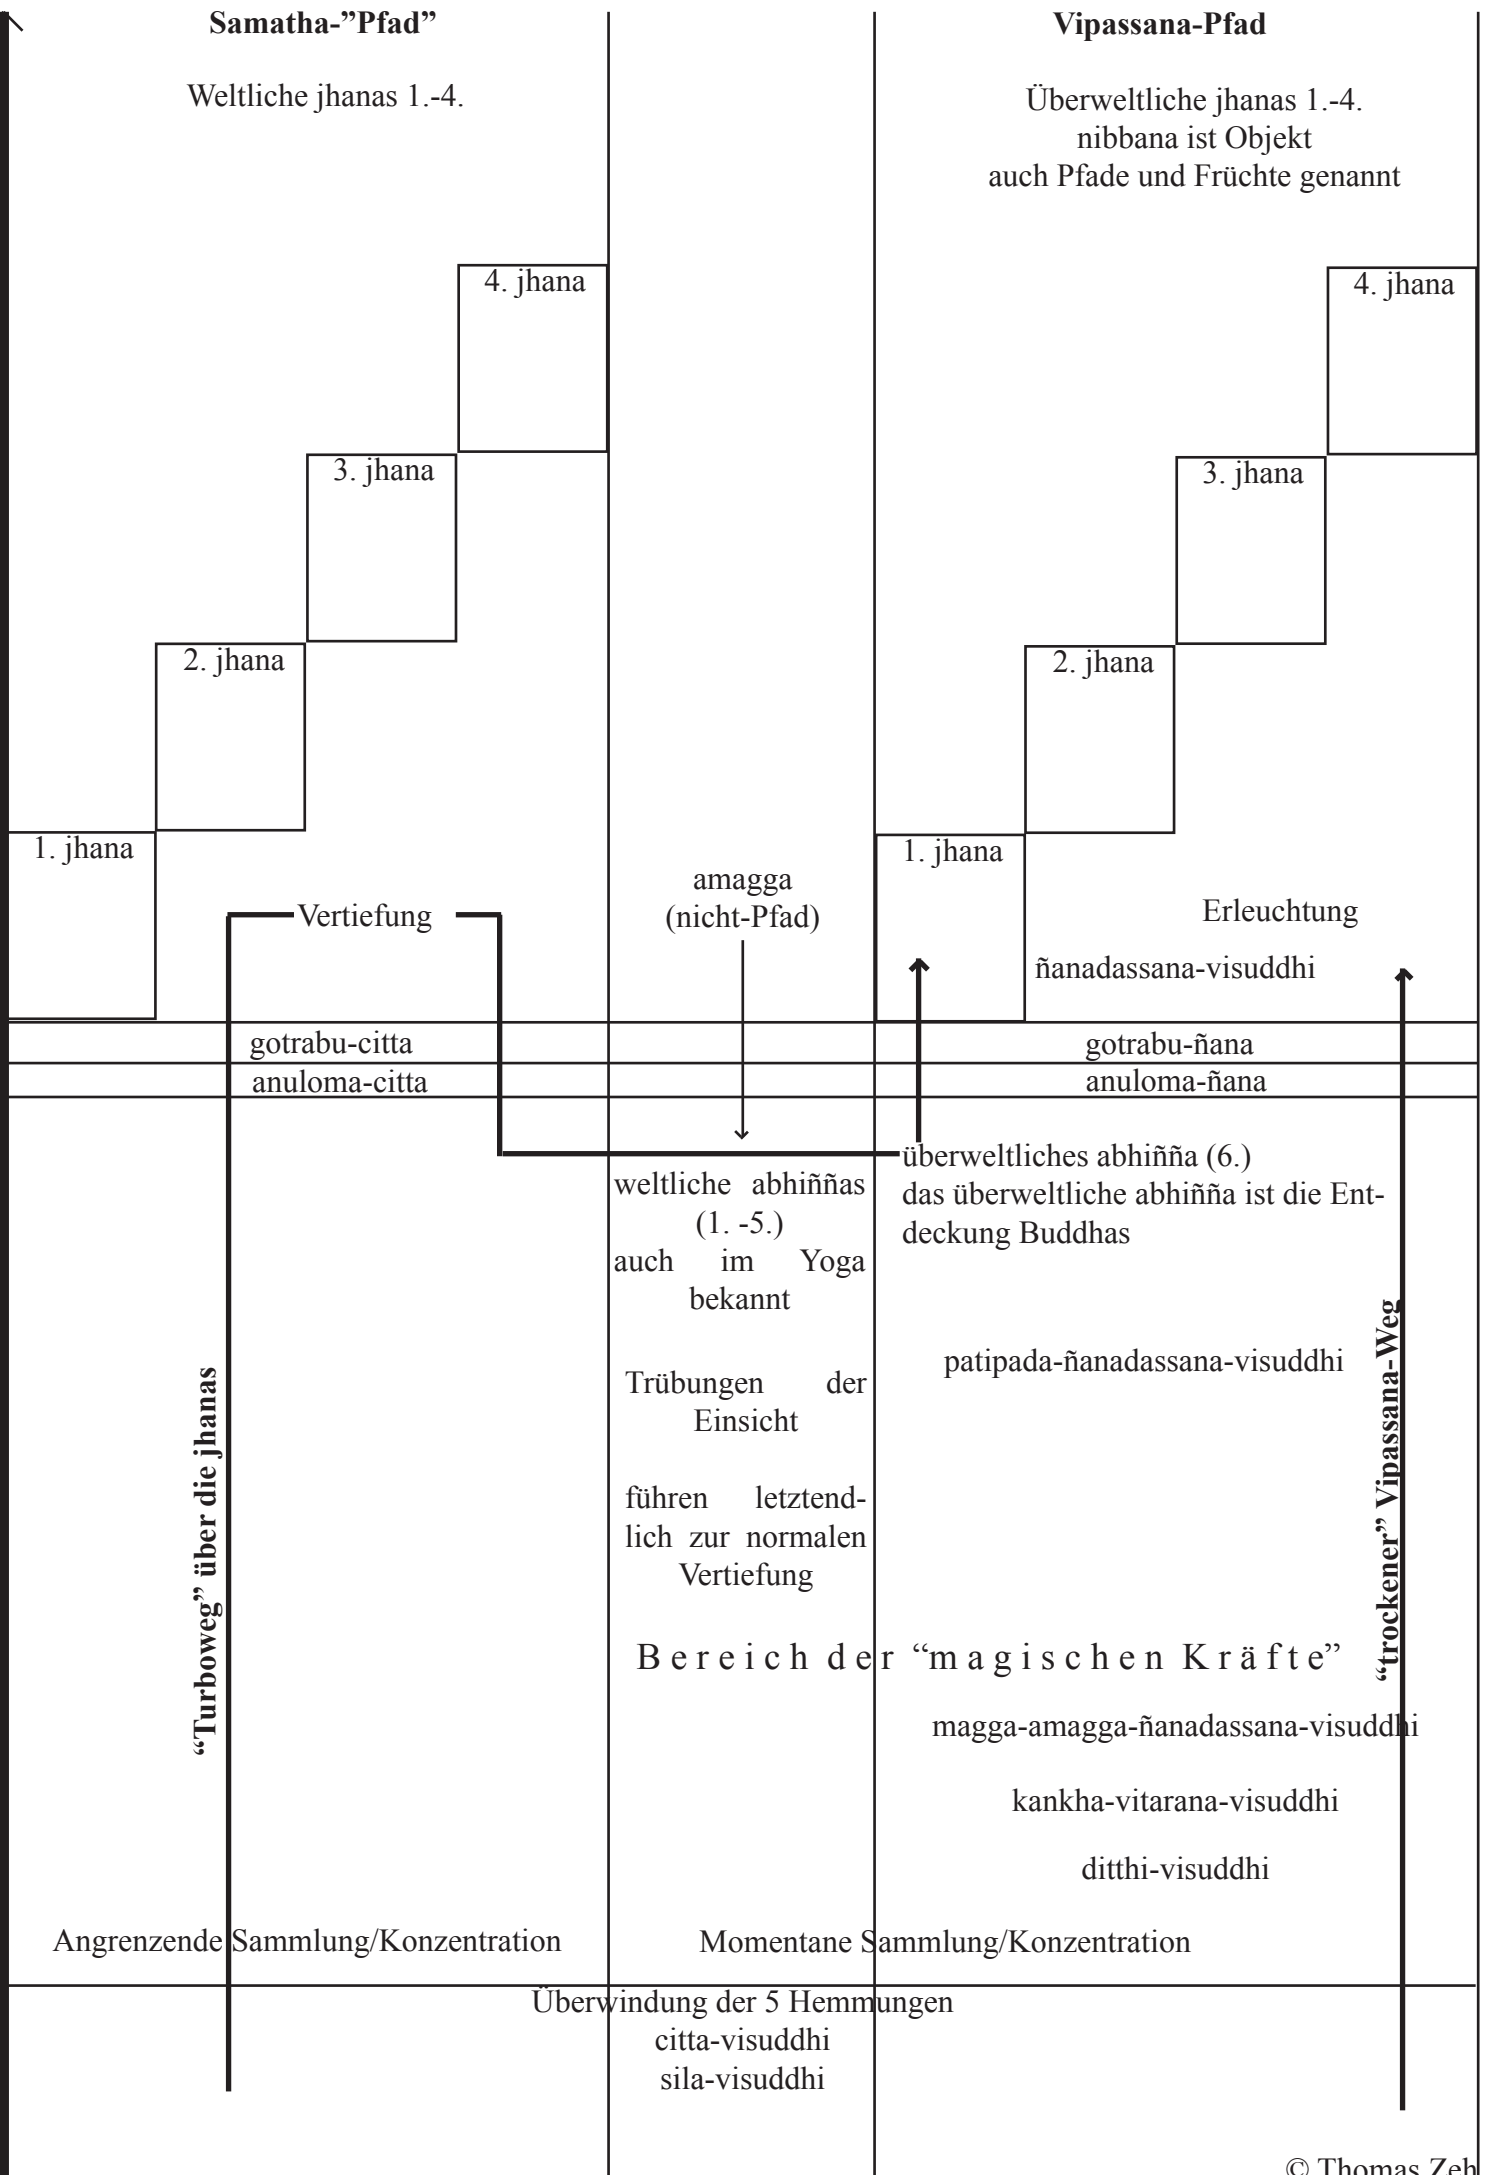 Samatha-”Pfad”
Weltliche jhanas 1.-4.
Vipassana-Pfad
Überweltliche jhanas 1.-4.
nibbana ist Objekt
auch Pfade und Früchte genannt
4. jhana
3. jhana
2. jhana
1. jhana
4. jhana
3. jhana
2. jhana
1. jhana
Vertiefung
amagga
(nicht-Pfad)
Erleuchtung
ñanadassana-visuddhi
gotrabu-citta
gotrabu-ñana
anuloma-citta
anuloma-ñana
weltliche abhiññas
(1. -5.)
auch im Yoga
bekannt
Trübungen der
Einsicht
führen letztend-
lich zur normalen
Vertiefung
überweltliches abhiñña (6.)
das überweltliche abhiñña ist die Ent-
deckung Buddhas
patipada-ñanadassana-visuddhi
“Turboweg” über die jhanas
“trockener” Vipassana-Weg
Bereich der “magischen Kräfte”
magga-amagga-ñanadassana-visuddhi
kankha-vitarana-visuddhi
ditthi-visuddhi
Angrenzende Sammlung/Konzentration
Momentane Sammlung/Konzentration
Überwindung der 5 Hemmungen
citta-visuddhi
sila-visuddhi
© Thomas Zeh